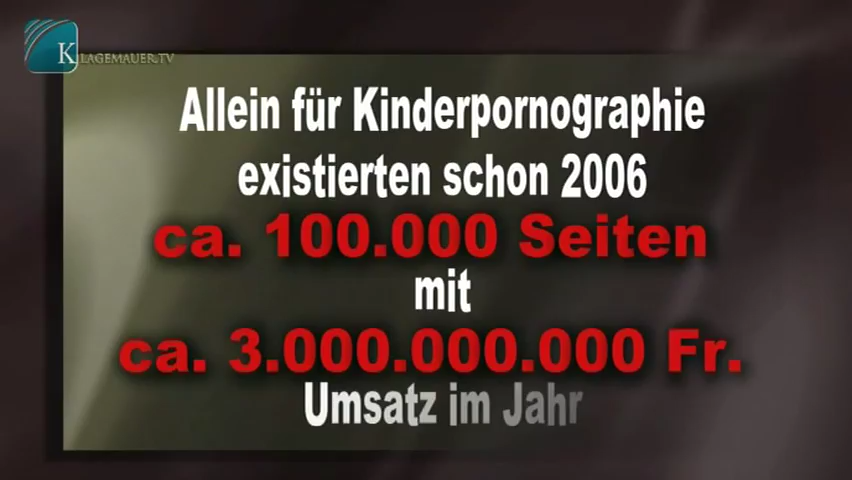 KLAGEMAUER.TV
Allein für Kinderpornographie
existierten schon 2006
ca. 100.000 Seiten
mit
ca. 3.000.000.000 Fr.
Umsatz im Jahr